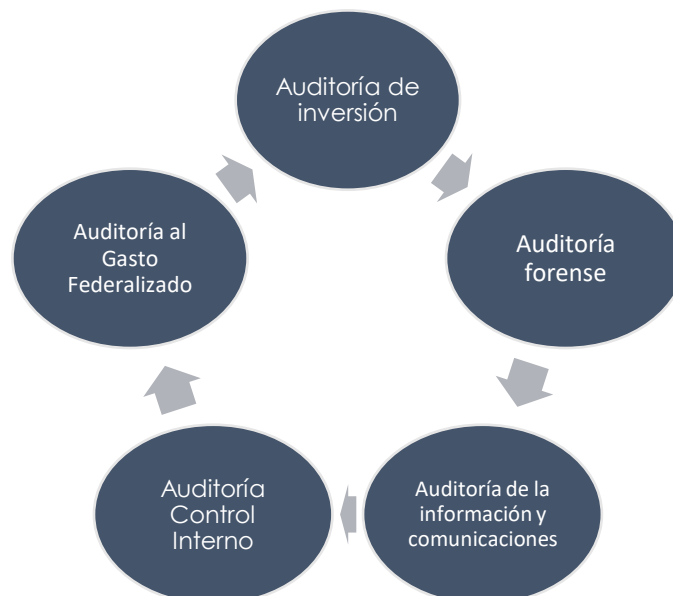 Auditoría de
inversión
Auditoría
forense
Auditoría de la
información y
comunicaciones
Auditoría
Control
Interno
Auditoría al
Gasto
Federalizado